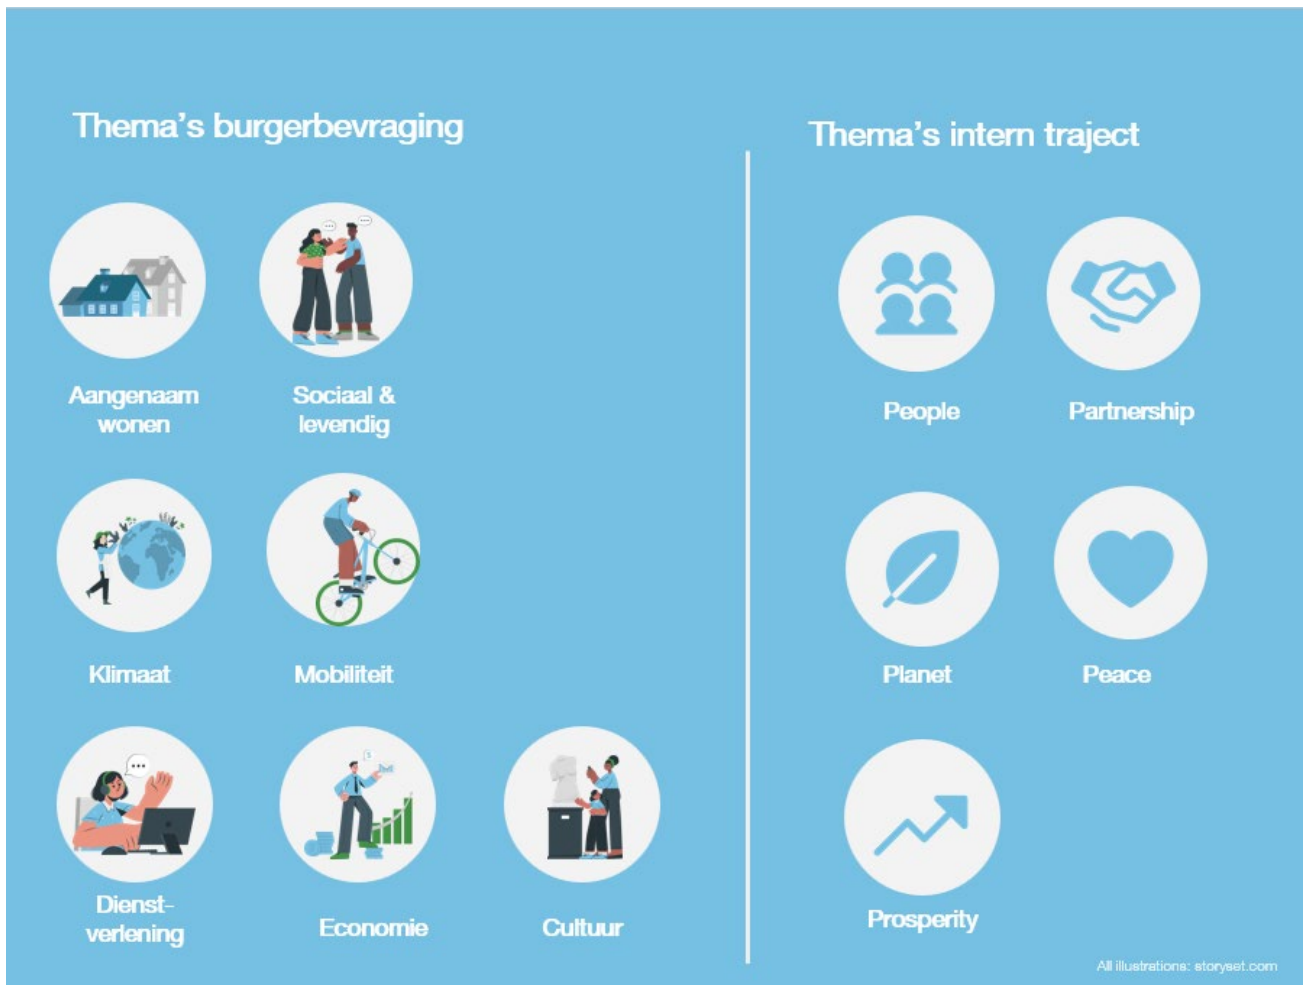 Thema's burgerbevraging
Aangenaam
wonen
Sociaal &
levendig
Klimaat
Mobiliteit
Dienst-
verlening
Economie
Cultuur
Thema's intern traject
People
Partnership
Planet
Peace
Prosperity
All illustrations: storyset.com